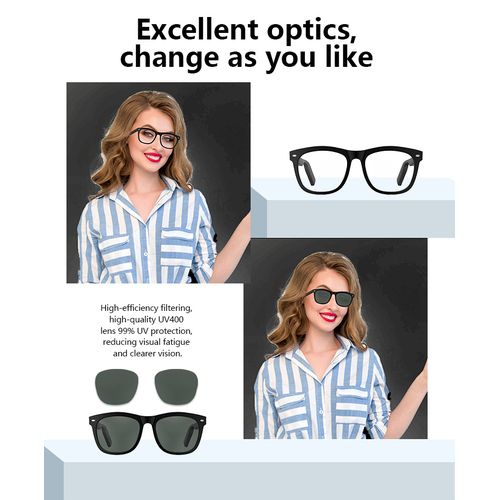 Excellent optics,
change as you like
High-efficiency filtering,
high-quality UV400
lens 99% UV protection,
reducing visual fatigue
and clearer vision.